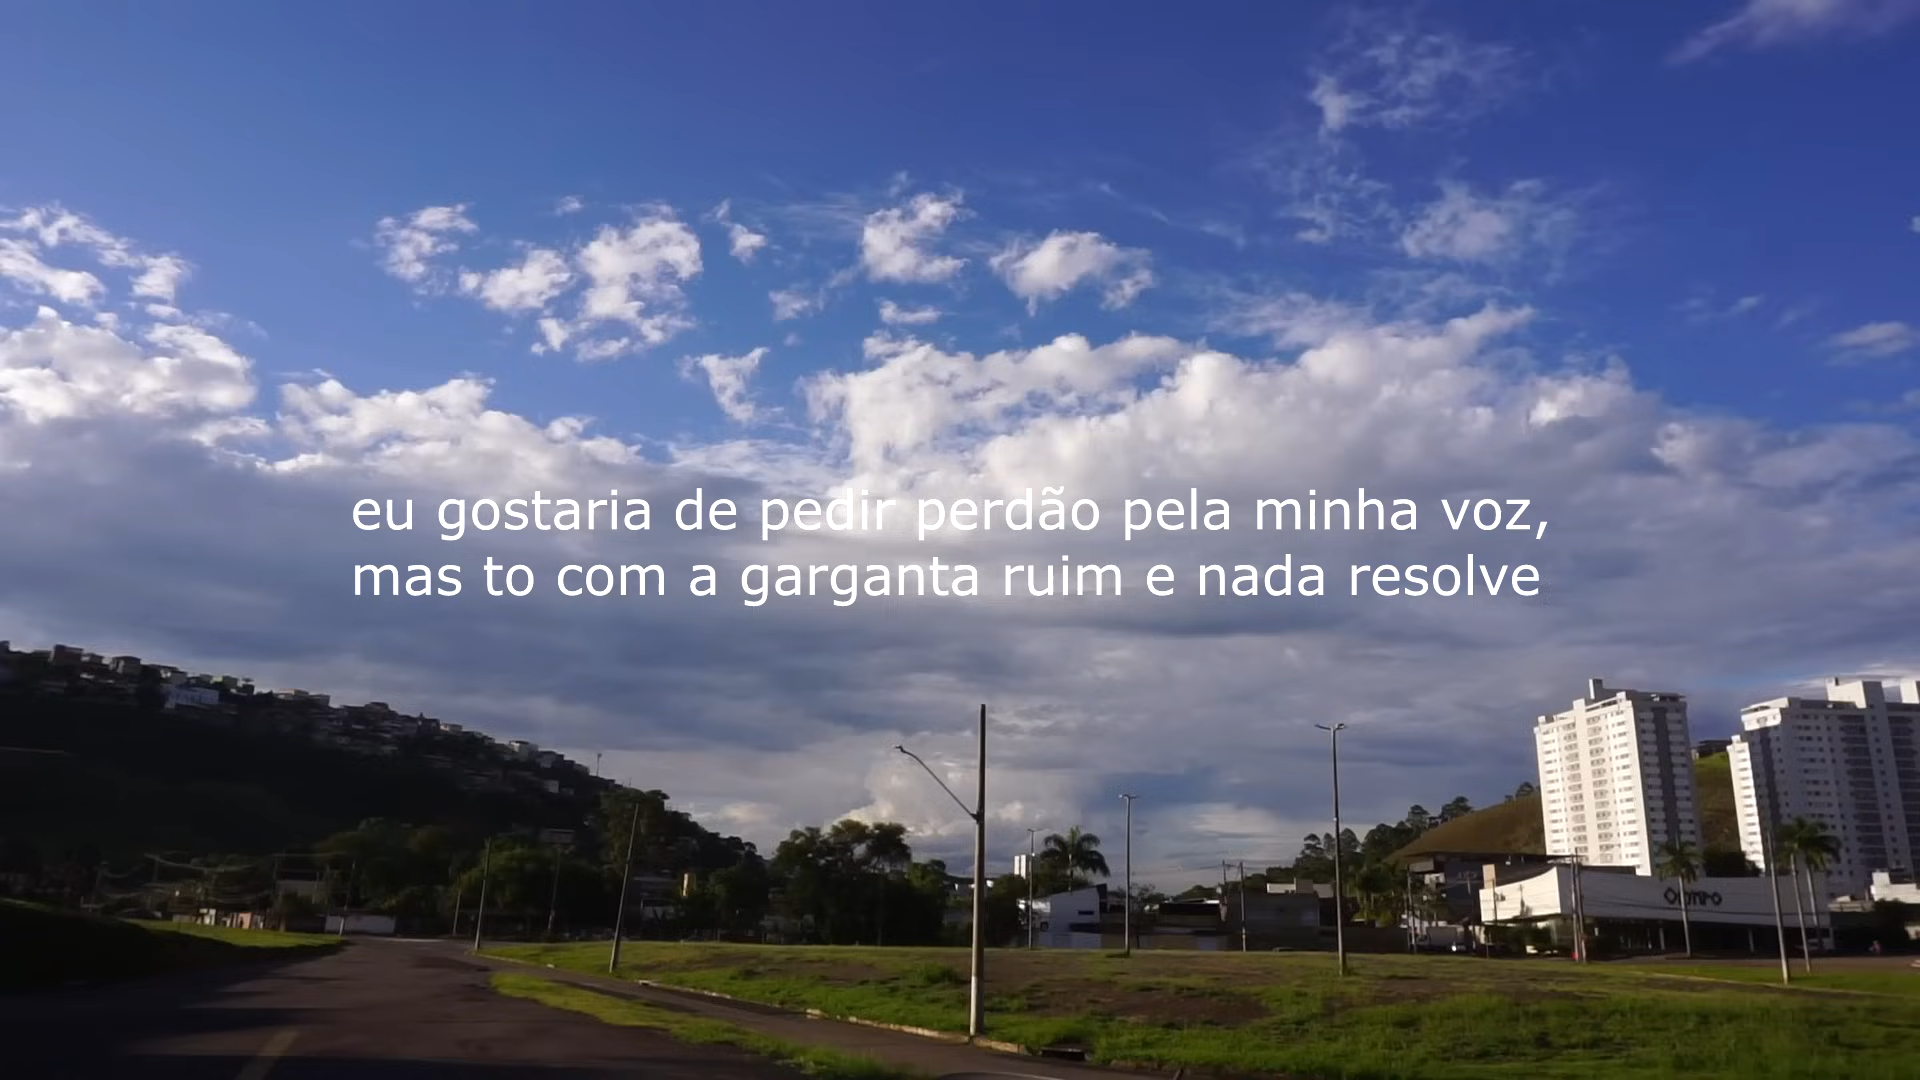 eu gostaria de pedir perdão pela minha voz,
mas to com a garganta ruim e nada resolve